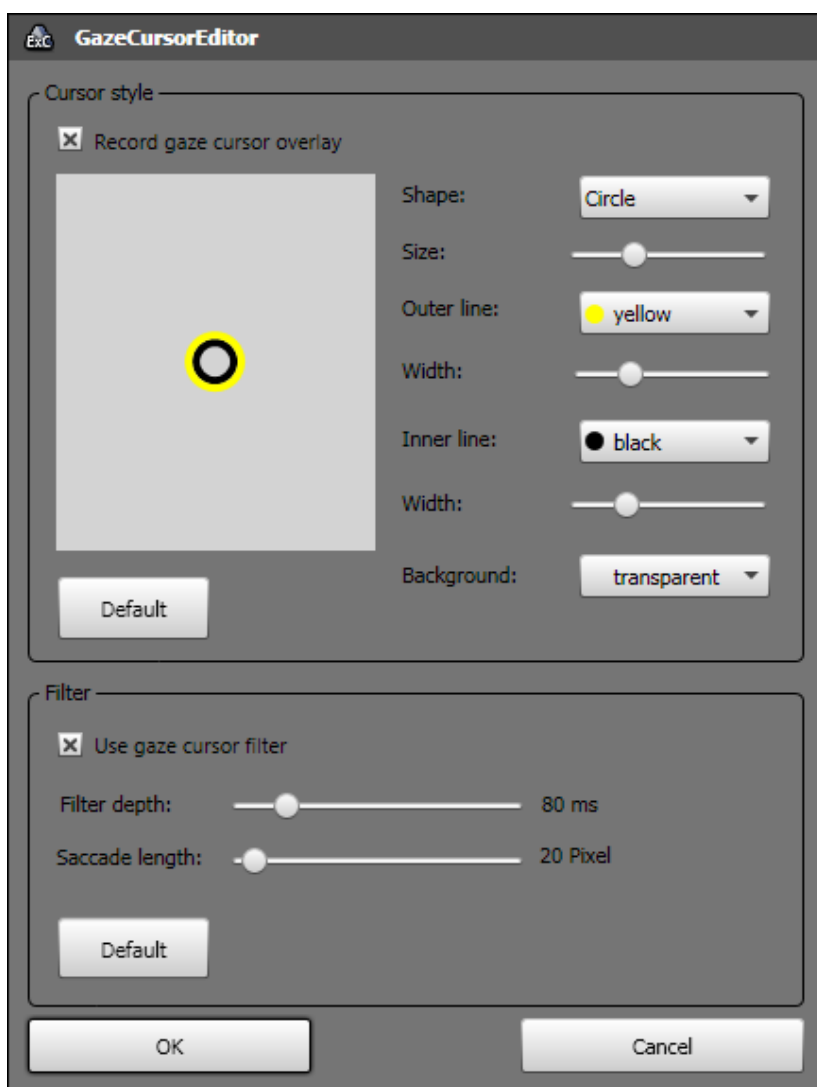 ExC GazeCursorEditor
Cursor style
Record gaze cursor overlay
Shape: Circle
Size:
Outer line: yellow
Width:
Inner line: black
Width:
Background: transparent
Default
Filter
Use gaze cursor filter
Filter depth: 80 ms
Saccade length: 20 Pixel
Default
OK Cancel